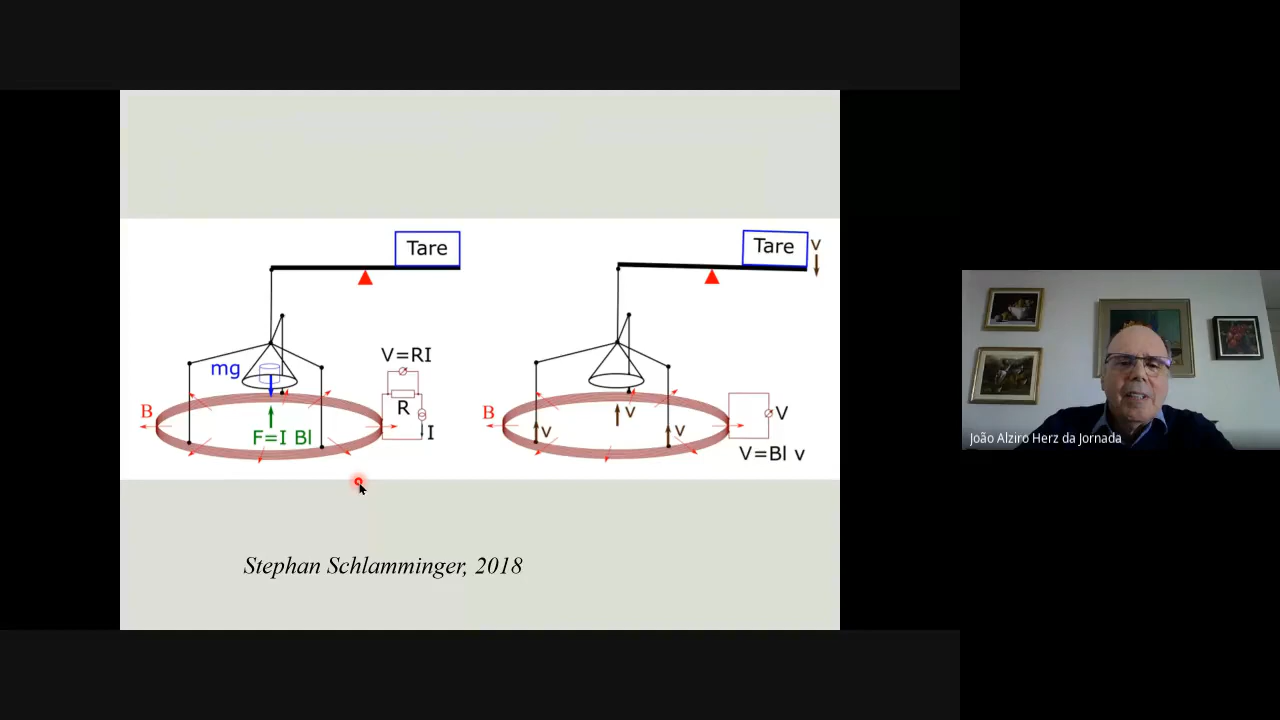 Tare
V=RI
mg
R
B
I
F=I Bl
Tare
v
B
v
v
v
V
V=Bl v
Stephan Schlamminger, 2018
João Alziro Herz da Jornada